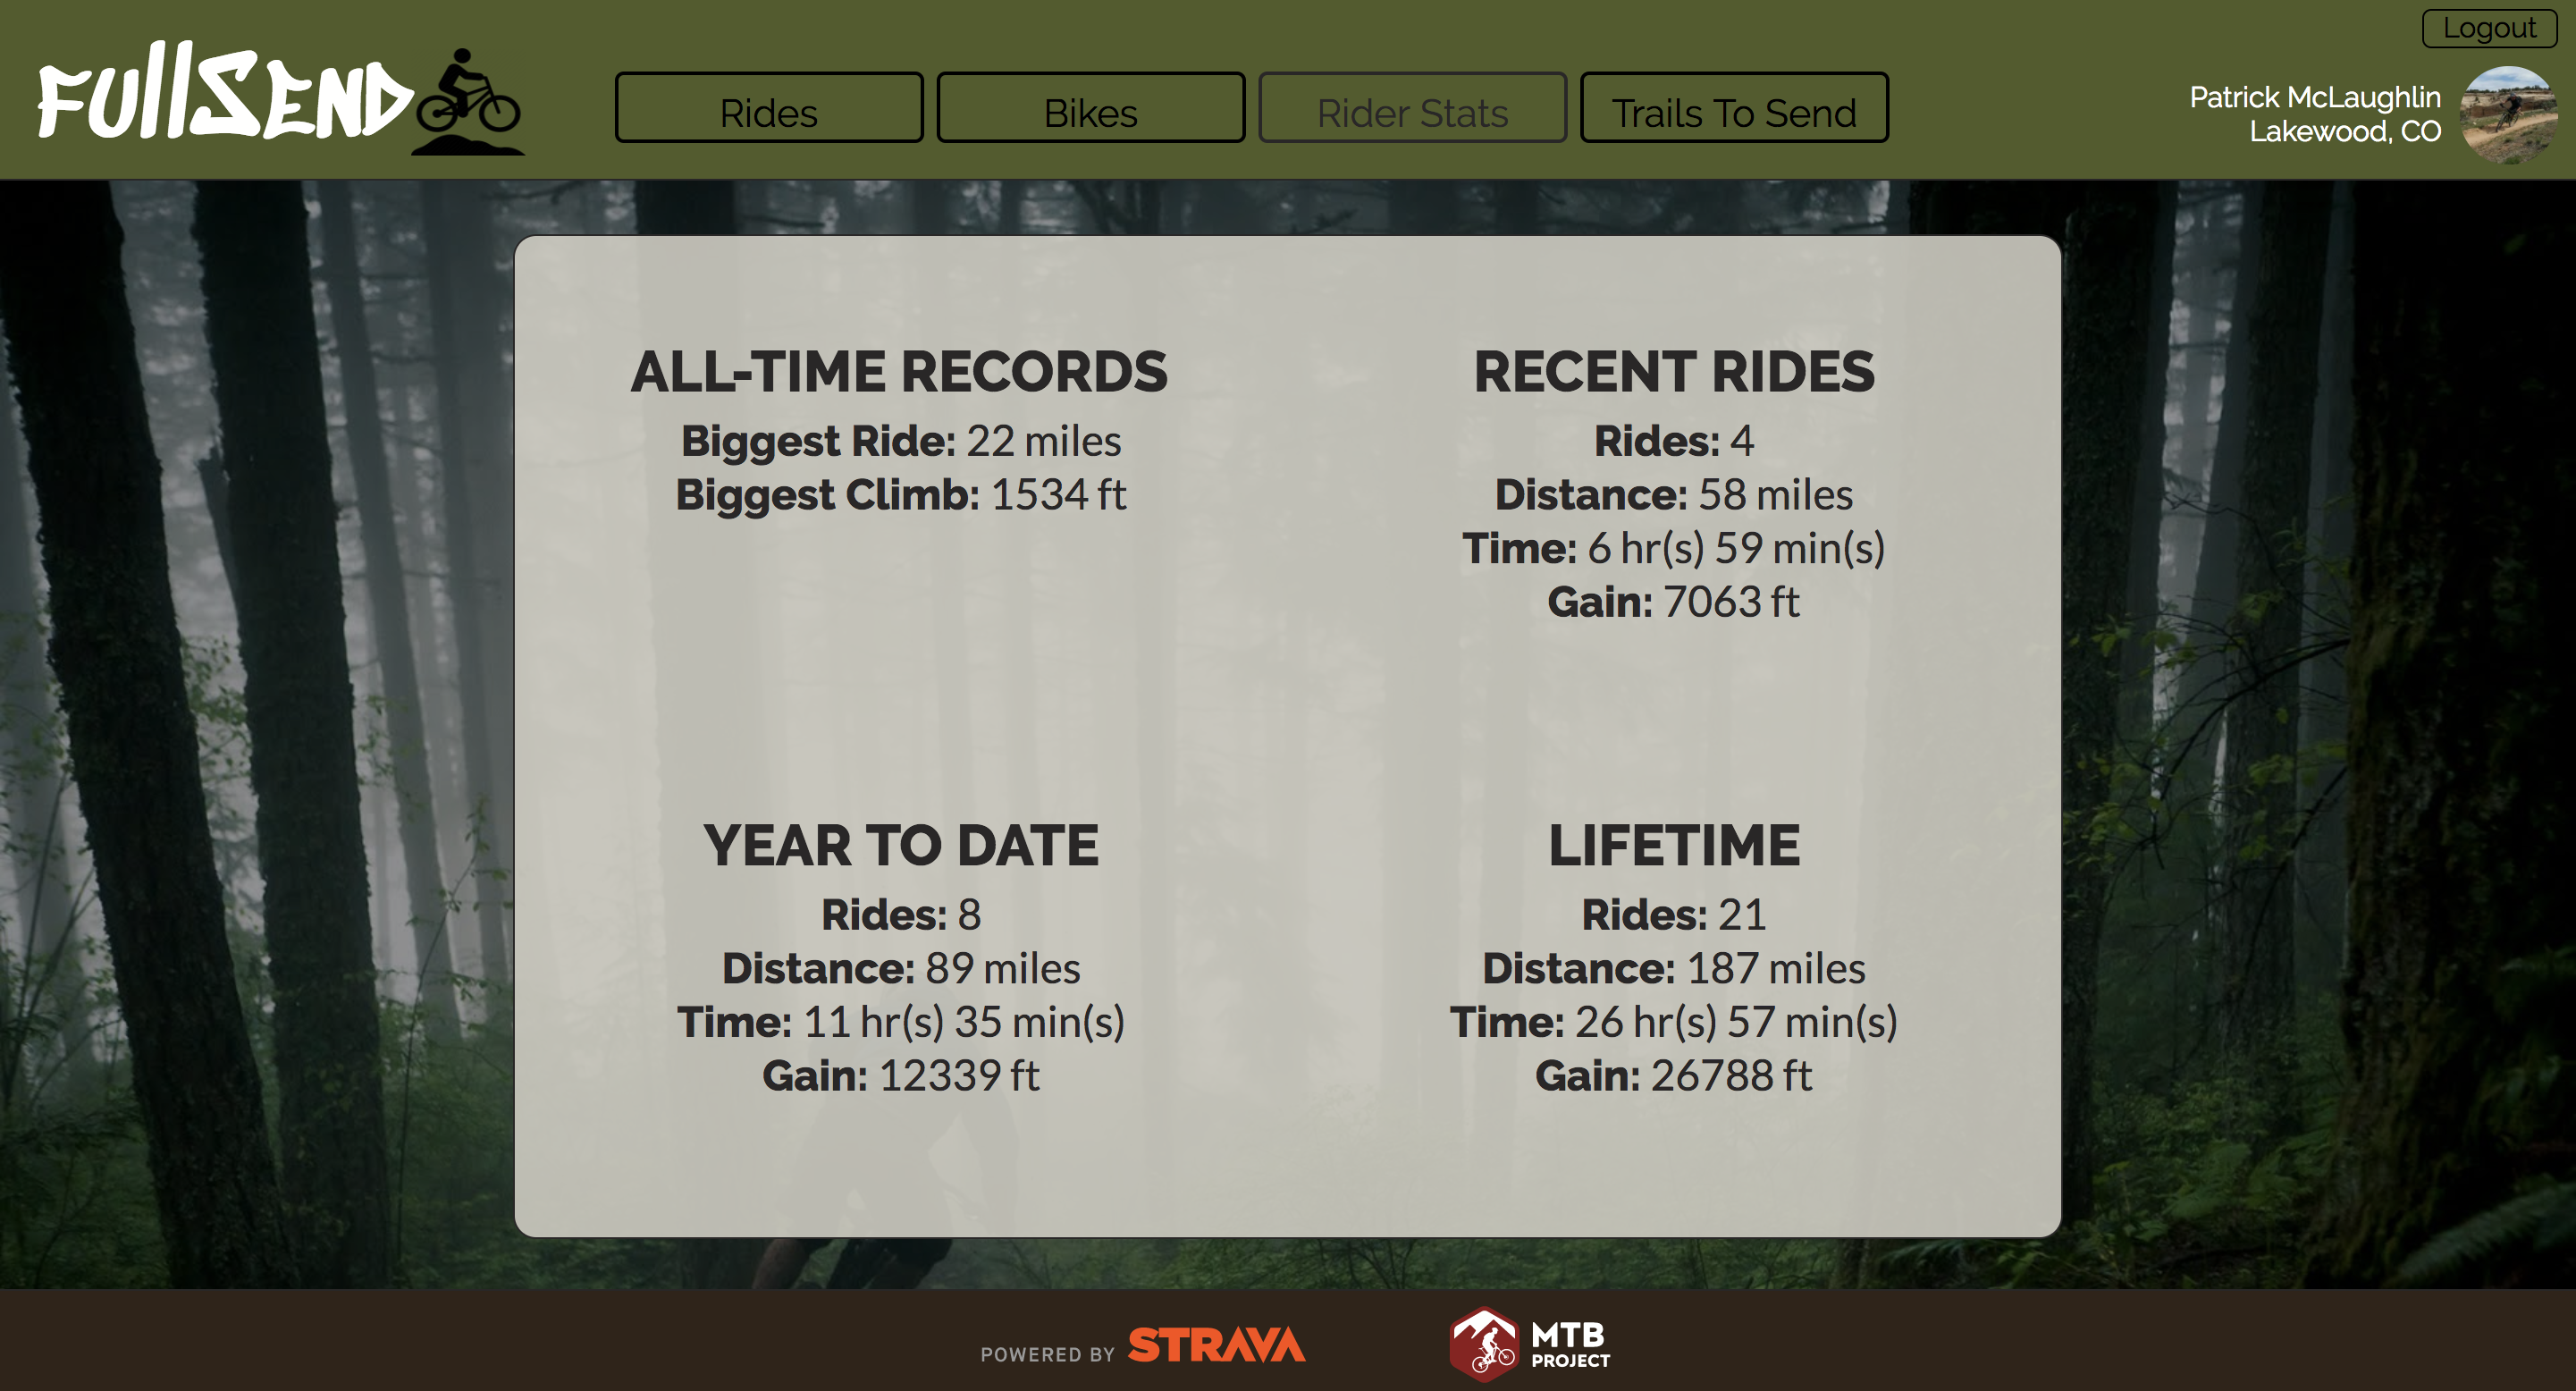 Logout
FullSEND
Rides
Bikes
Rider Stats
Trails To Send
Patrick McLaughlin
Lakewood, CO
ALL-TIME RECORDS
Biggest Ride: 22 miles
Biggest Climb: 1534 ft
RECENT RIDES
Rides: 4
Distance: 58 miles
Time: 6 hr(s) 59 min(s)
Gain: 7063 ft
YEAR TO DATE
Rides: 8
Distance: 89 miles
Time: 11 hr(s) 35 min(s)
Gain: 12339 ft
LIFETIME
Rides: 21
Distance: 187 miles
Time: 26 hr(s) 57 min(s)
Gain: 26788 ft
POWERED BY STRAVA
MTB
PROJECT